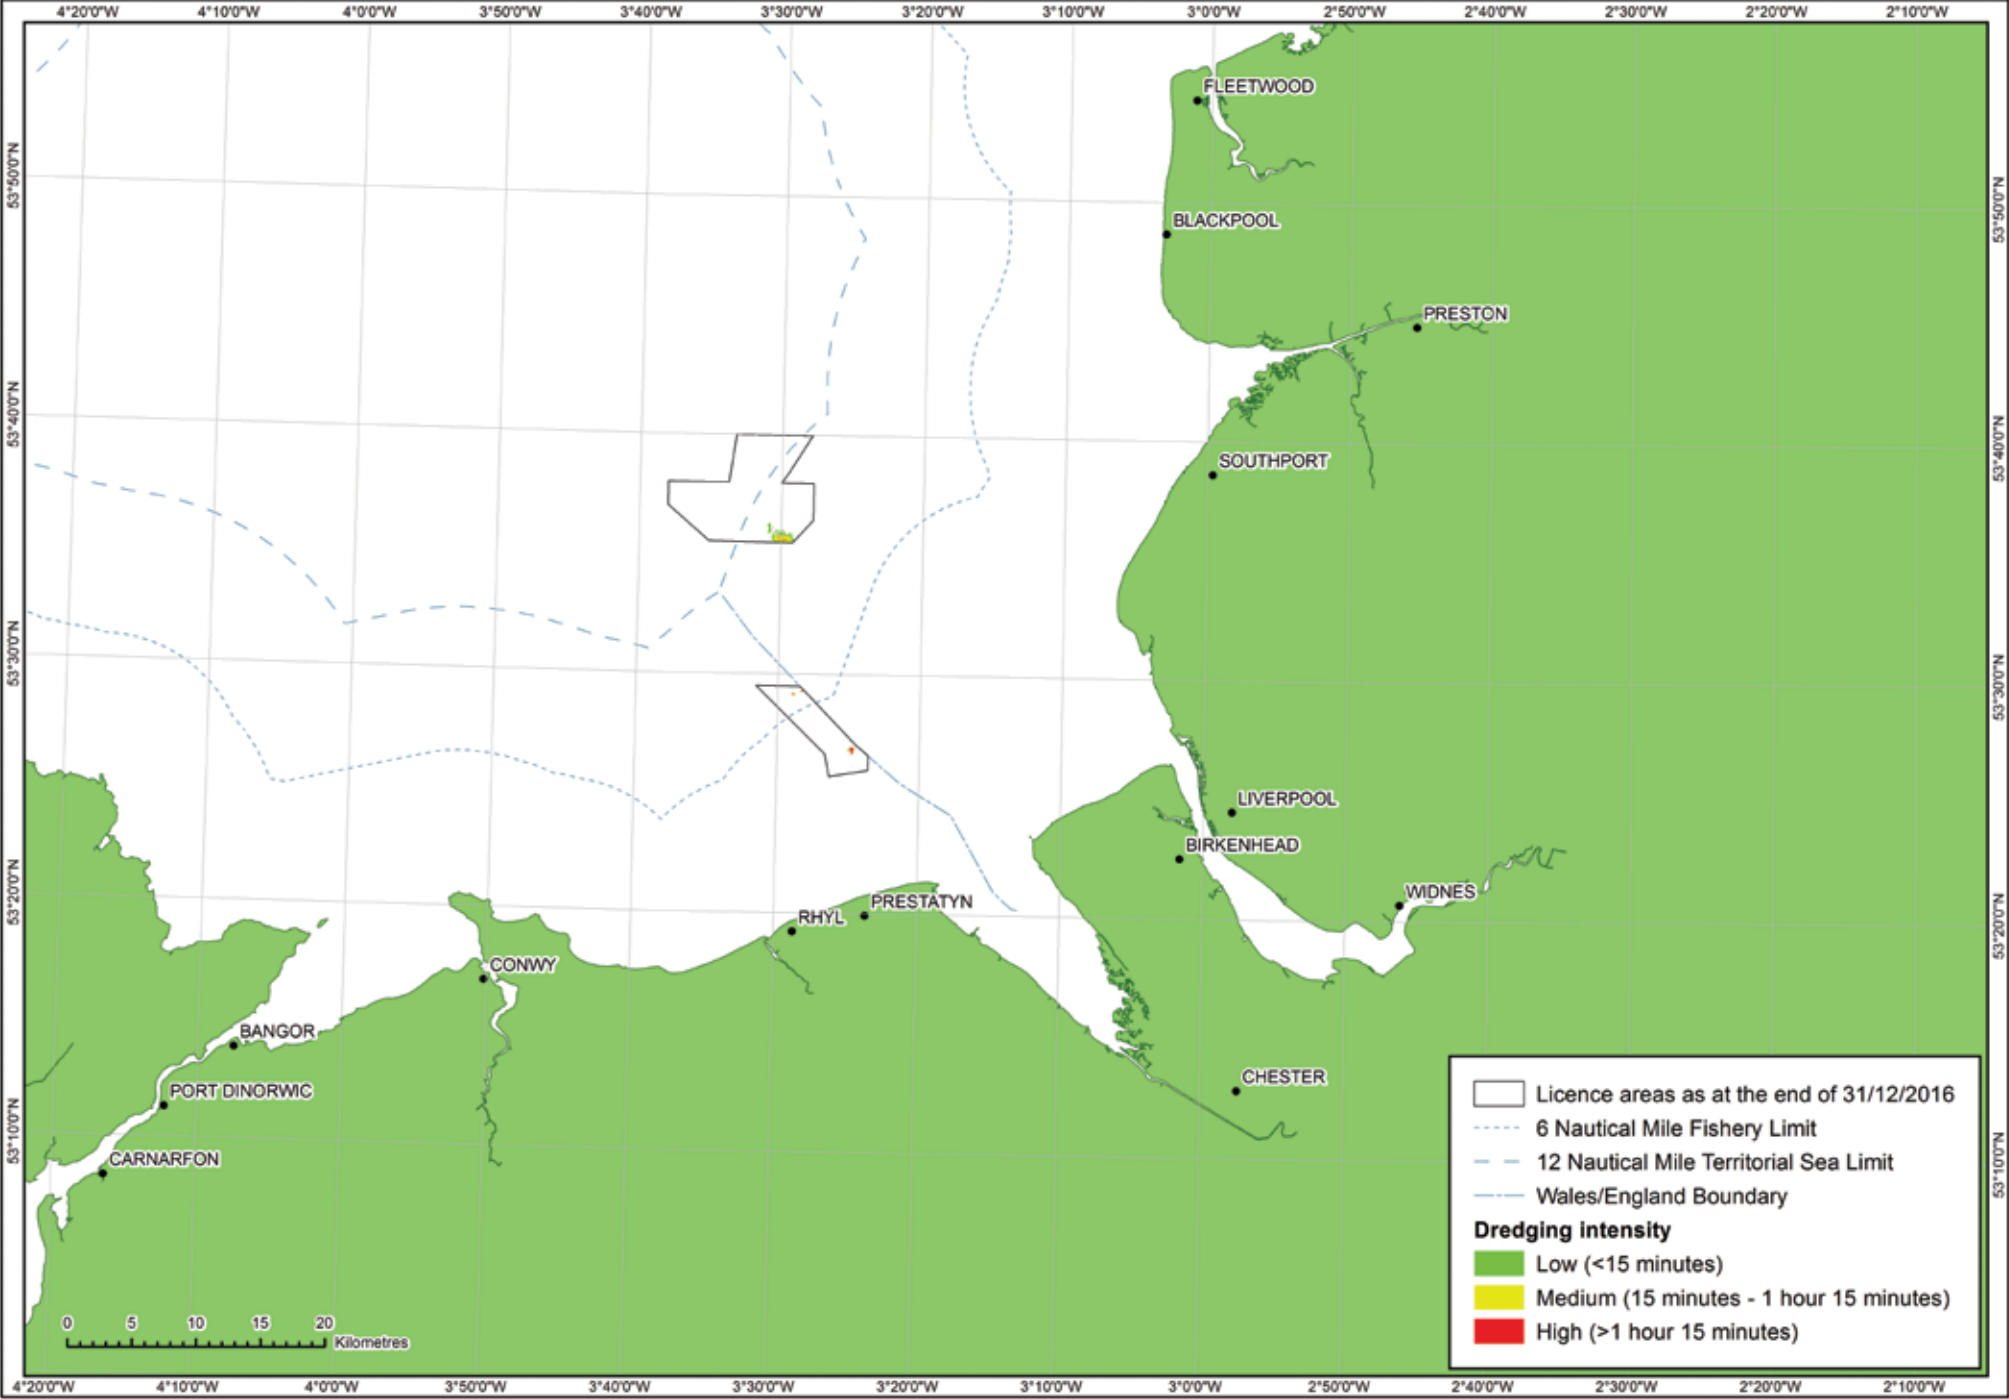 4°20'0"W 4°10'0"W 4°0'0"W 3°50'0"W 3°40'0"W 3°30'0"W 3°20'0"W 3°10'0"W 3°0'0"W 2°50'0"W 2°40'0"W 2°30'0"W 2°20'0"W 2°10'0"W
FLEETWOOD
53°50'0"N
53°50'0"N
BLACKPOOL
PRESTON
53°40'0"N
53°40'0"N
SOUTHPORT
53°30'0"N
53°30'0"N
LIVERPOOL
BIRKENHEAD
WIDNES
53°20'0"N
53°20'0"N
PRESTATYN
RHYL
CONWY
BANGOR
CHESTER
PORT DINORWIC
53°10'0"N
53°10'0"N
CARNARFON
Licence areas as at the end of 31/12/2016
6 Nautical Mile Fishery Limit
12 Nautical Mile Territorial Sea Limit
Wales/England Boundary
Dredging intensity
Low (<15 minutes)
Medium (15 minutes - 1 hour 15 minutes)
High (>1 hour 15 minutes)
0 5 10 15 20
Kilometres
4°20'0"W 4°10'0"W 4°0'0"W 3°50'0"W 3°40'0"W 3°30'0"W 3°20'0"W 3°10'0"W 3°0'0"W 2°50'0"W 2°40'0"W 2°30'0"W 2°20'0"W 2°10'0"W